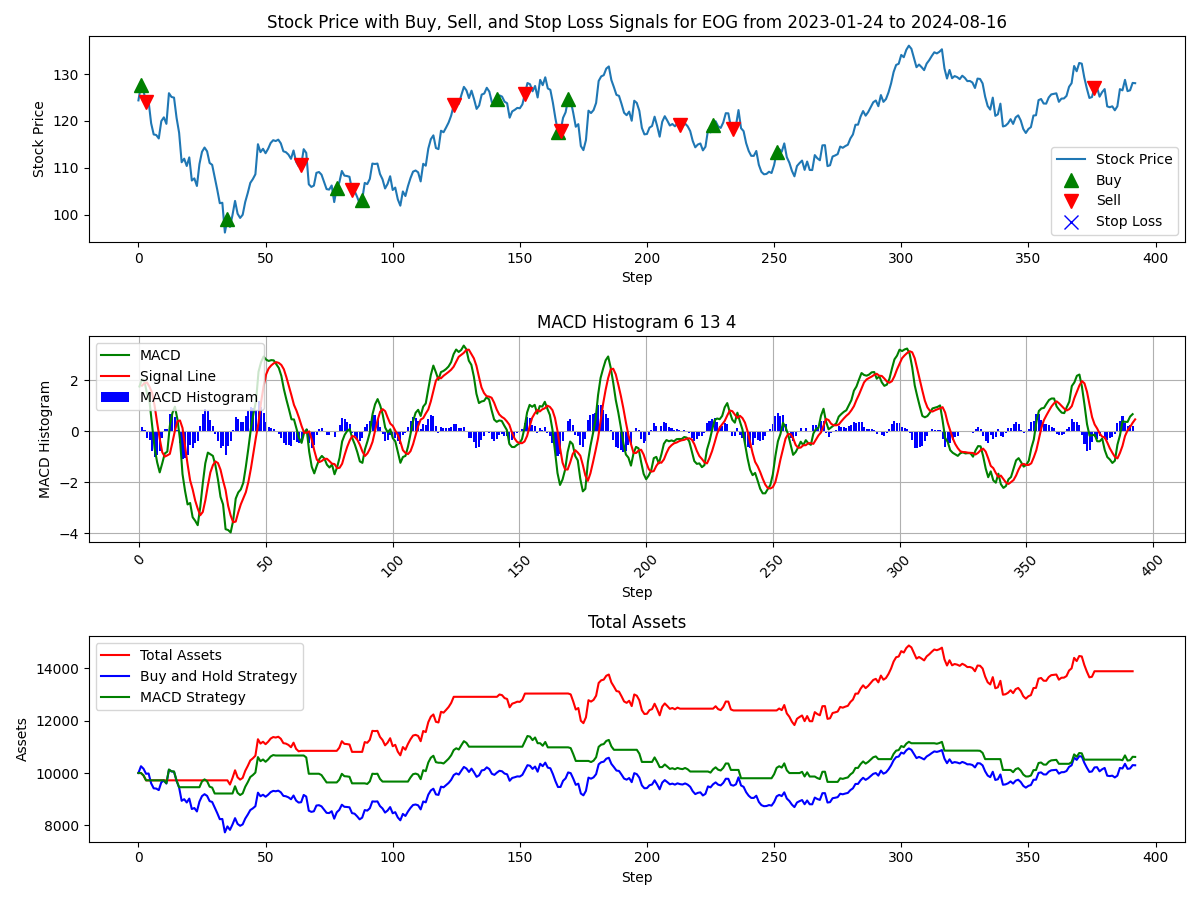 Stock Price with Buy, Sell, and Stop Loss Signals for EOG from 2023-01-24 to 2024-08-16
130
120
110
100
Stock Price
Stock Price
Buy
Sell
Stop Loss
0 50 100 150 200 250 300 350 400
Step
MACD Histogram 6 13 4
2
0
−2
−4
MACD Histogram
MACD
Signal Line
MACD Histogram
0 50 100 150 200 250 300 350 400
Step
Total Assets
14000
12000
10000
8000
Assets
Total Assets
Buy and Hold Strategy
MACD Strategy
0 50 100 150 200 250 300 350 400
Step